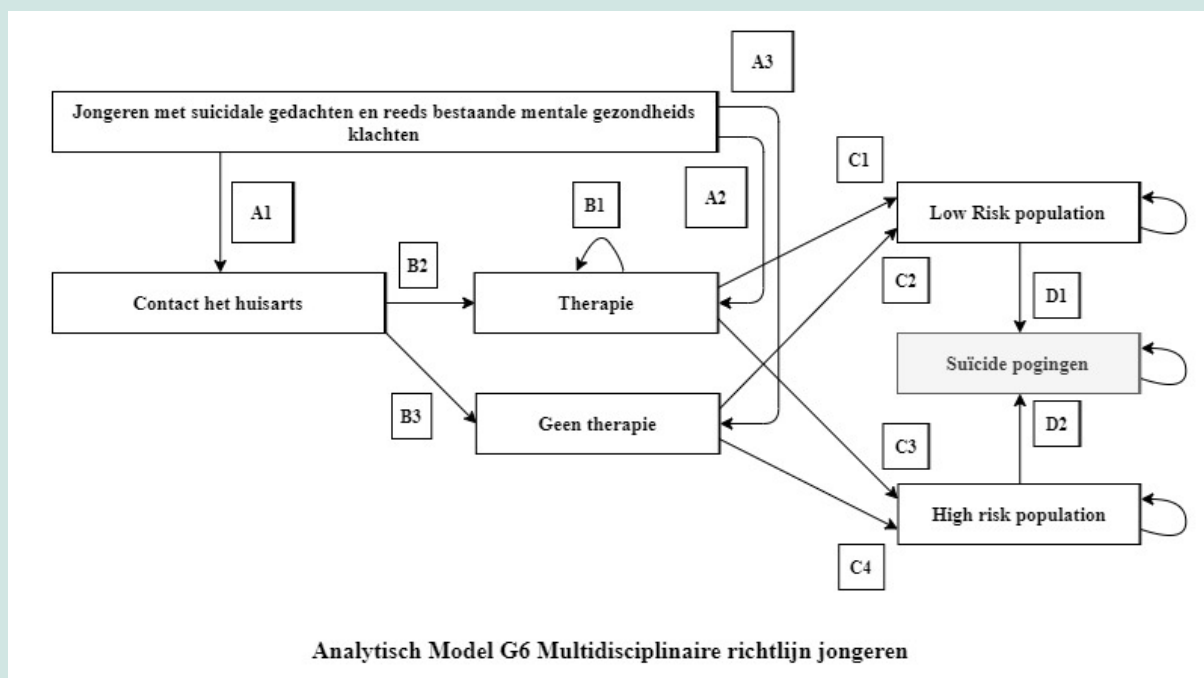 A3
Jongeren met suicidale gedachten en reeds bestaande mentale gezondheids
klachten
C1
A1
A2
B1
Low Risk population
B2
C2
Contact het huisarts
Therapie
D1
Suïcide pogingen
B3
Geen therapie
D2
C3
High risk population
C4
Analytisch Model G6 Multidisciplinaire richtlijn jongeren